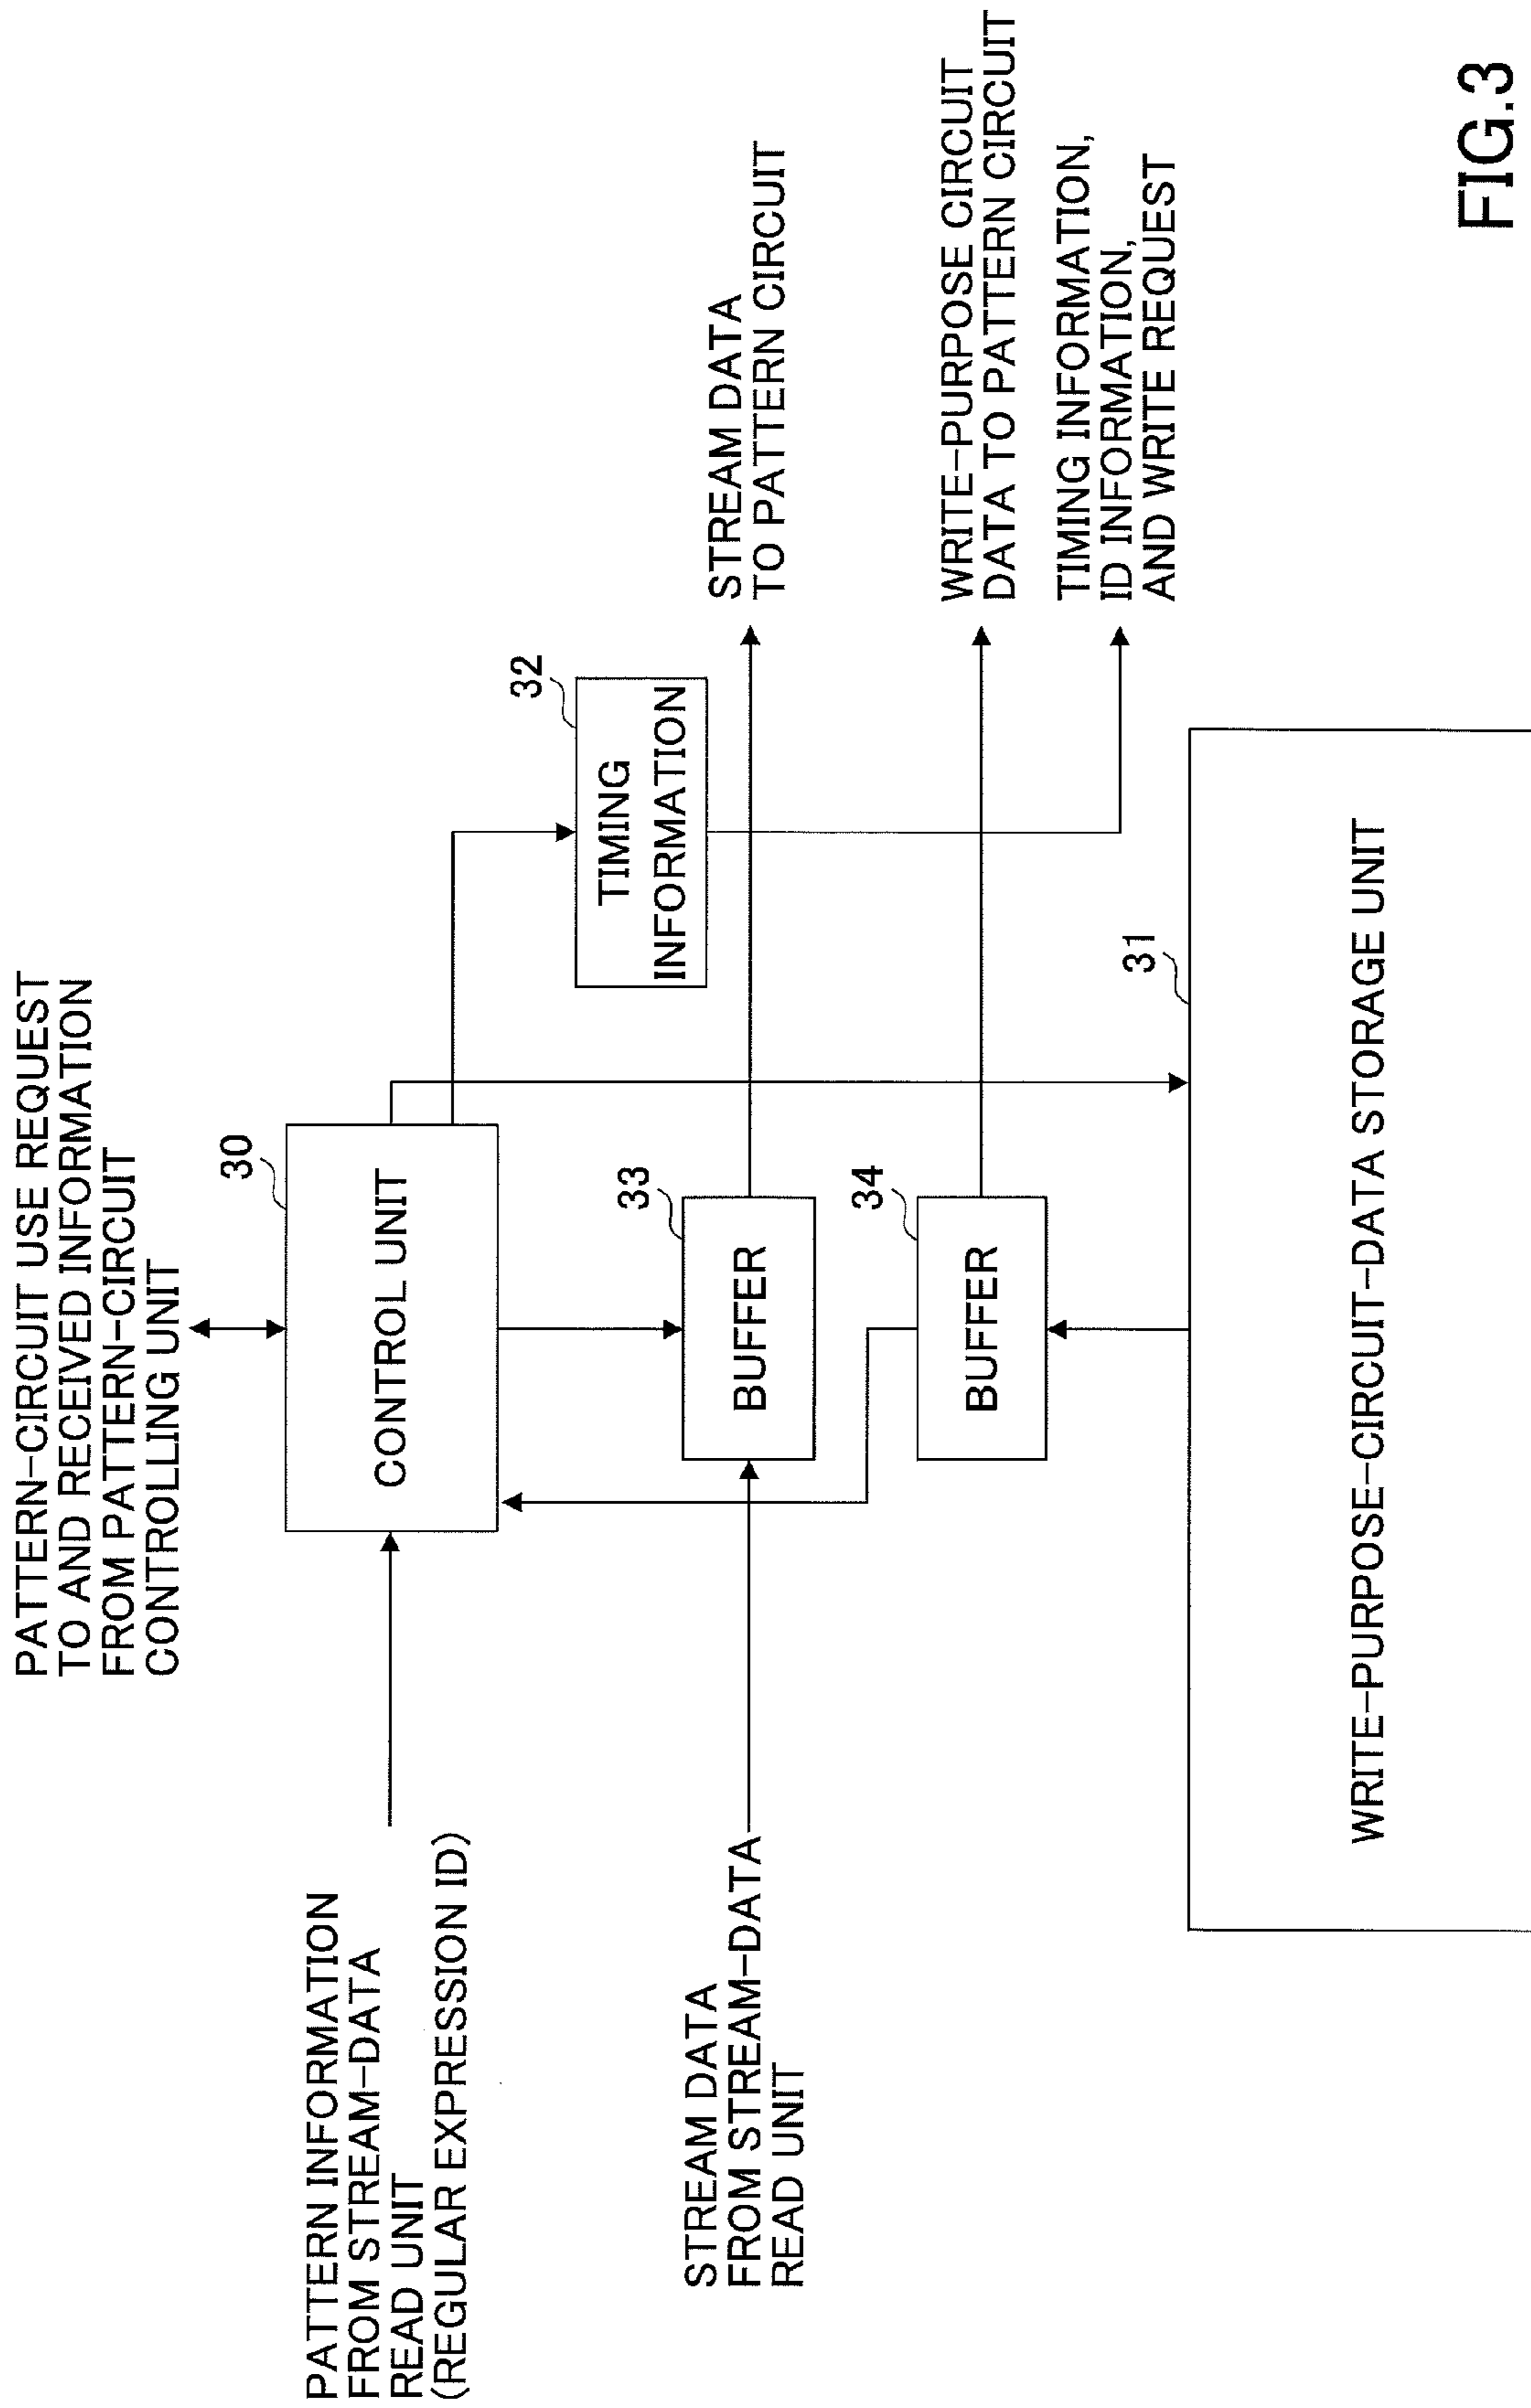 PATTERN-CIRCUIT USE REQUEST
TO AND RECEIVED INFORMATION
FROM PATTERN-CIRCUIT
CONTROLLING UNIT
PATTERN INFORMATION
FROM STREAM-DATA
READ UNIT
(REGULAR EXPRESSION ID)
30
CONTROL UNIT
32
TIMING
INFORMATION
STREAM DATA
FROM STREAM-DATA
READ UNIT
33
BUFFER
STREAM DATA
TO PATTERN CIRCUIT
34
BUFFER
WRITE-PURPOSE CIRCUIT
DATA TO PATTERN CIRCUIT
TIMING INFORMATION,
ID INFORMATION,
AND WRITE REQUEST
31
WRITE-PURPOSE-CIRCUIT-DATA STORAGE UNIT
FIG.3